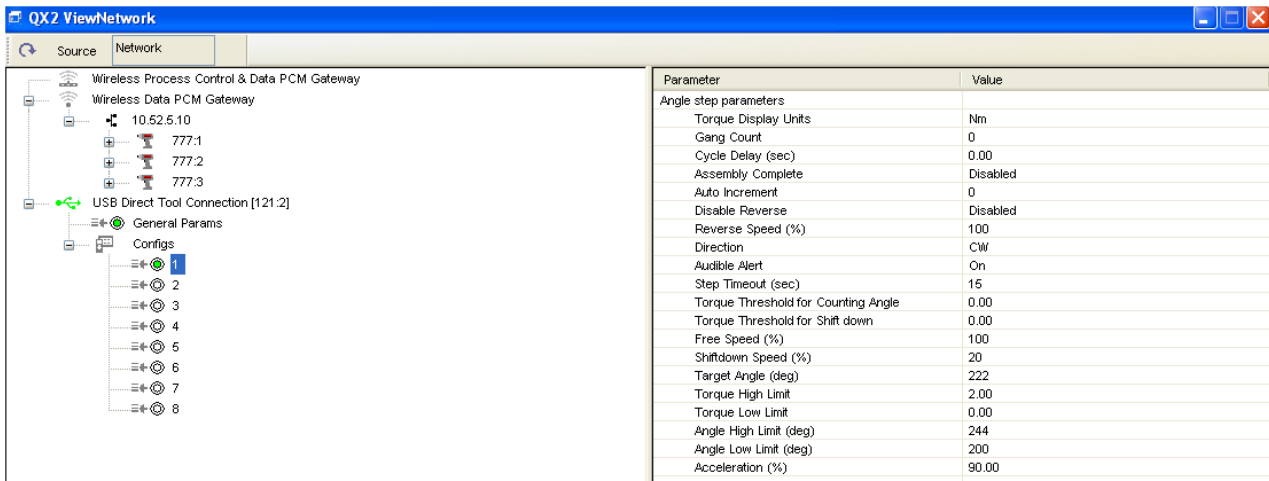 QX2 ViewNetwork
Source Network
Wireless Process Control & Data PCM Gateway
Wireless Data PCM Gateway
10.52.5.10
777:1
777:2
777:3
USB Direct Tool Connection [121:2]
General Params
Configs
1
2
3
4
5
6
7
8
Parameter Value
Angle step parameters
Torque Display Units Nm
Gang Count 0
Cycle Delay (sec) 0.00
Assembly Complete Disabled
Auto Increment 0
Disable Reverse Disabled
Reverse Speed (%) 100
Direction CW
Audible Alert On
Step Timeout (sec) 15
Torque Threshold for Counting Angle 0.00
Torque Threshold for Shift down 0.00
Free Speed (%) 100
Shiftdown Speed (%) 20
Target Angle (deg) 222
Torque High Limit 2.00
Torque Low Limit 0.00
Angle High Limit (deg) 244
Angle Low Limit (deg) 200
Acceleration (%) 90.00